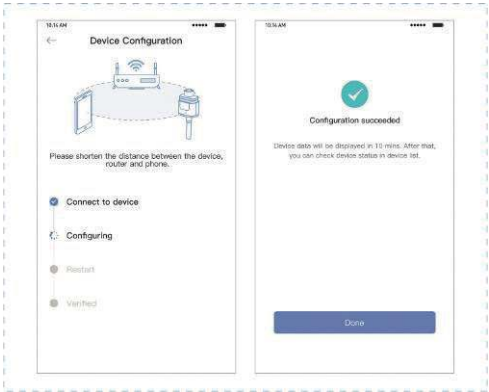 10:14 AM
Device Configuration
Please shorten the distance between the device,
router and phone.
Connect to device
Configuring
Restart
Verified
10:14 AM
Configuration succeeded
Device data will be displayed in 10 mins. After that,
you can check device status in device list.
Done